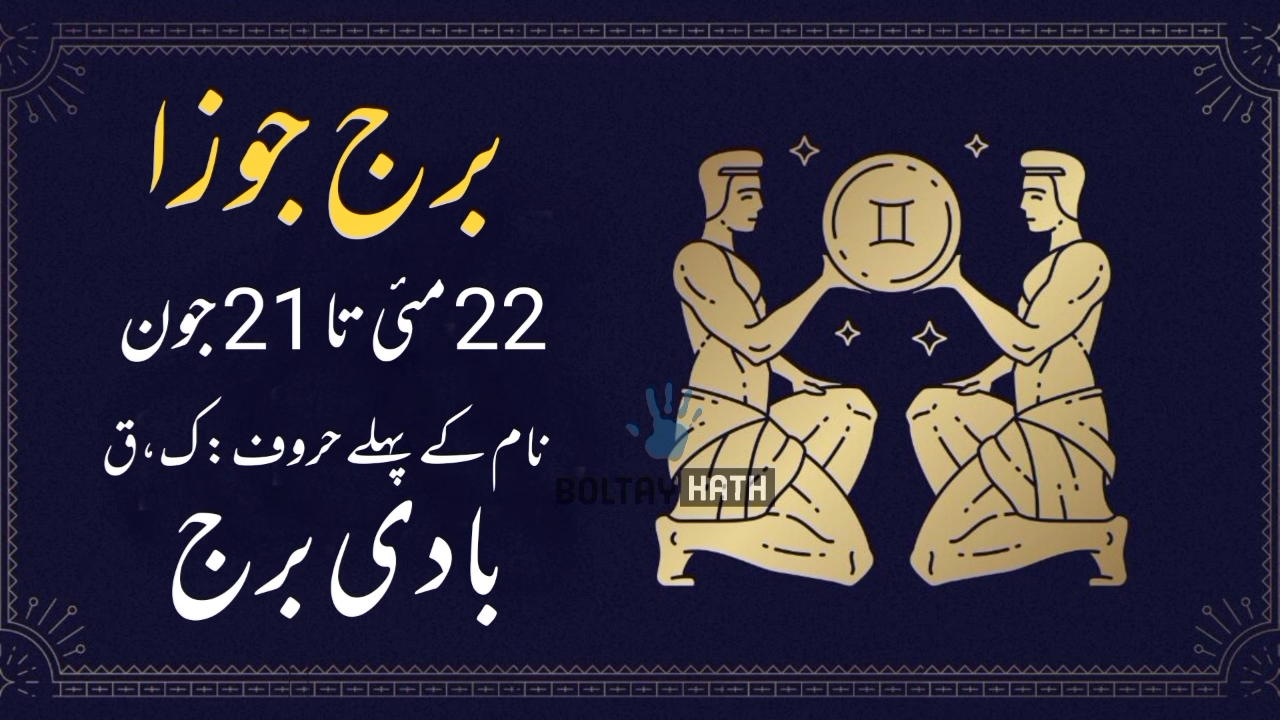 برج جوزا
22 مئی تا 21 جون
نام کے پہلے حروف : ک، ق
بادی برج
BOLTAY HATH